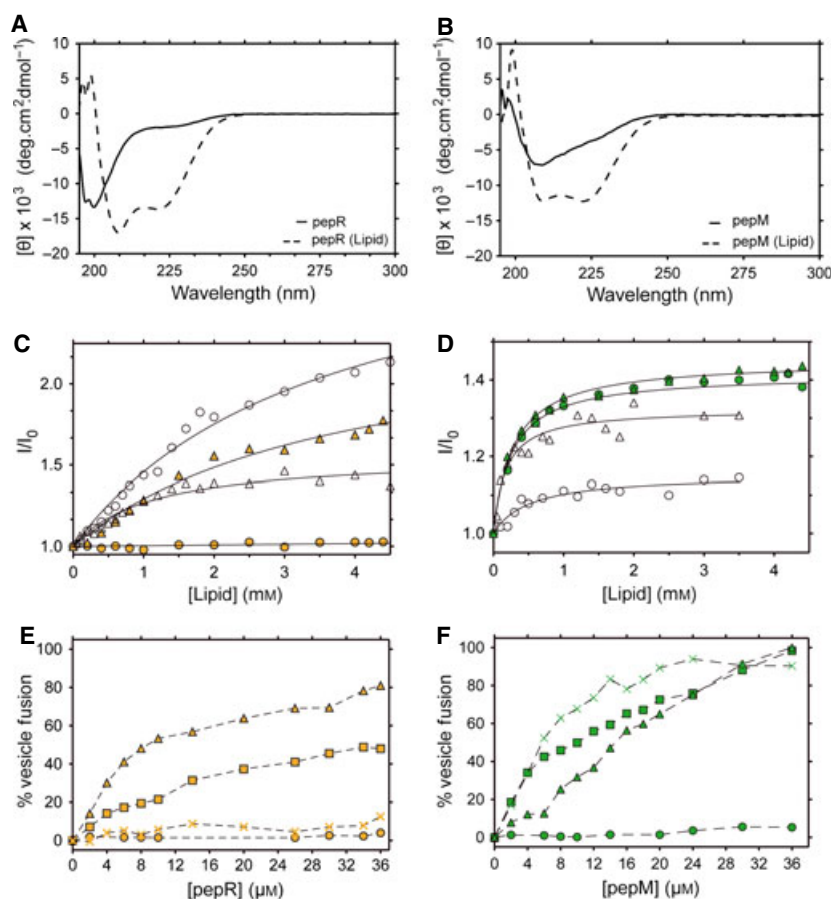 A
B
[θ] x 10³ (deg.cm².dmol⁻¹)
10
5
0
−5
−10
−15
−20
pepR
pepR (Lipid)
200 225 250 275 300
Wavelength (nm)
[θ] x 10³ (deg.cm².dmol⁻¹)
10
5
0
−5
−10
−15
−20
pepM
pepM (Lipid)
200 225 250 275 300
Wavelength (nm)
C
D
I/I₀
2.0
1.5
1.0
0 1 2 3 4
[Lipid] (mM)
I/I₀
1.4
1.2
1.0
0 1 2 3 4
[Lipid] (mM)
E
F
% vesicle fusion
100
80
60
40
20
0
0 4 8 12 16 20 24 28 32 36
[pepR] (μM)
% vesicle fusion
100
80
60
40
20
0
0 4 8 12 16 20 24 28 32 36
[pepM] (μM)